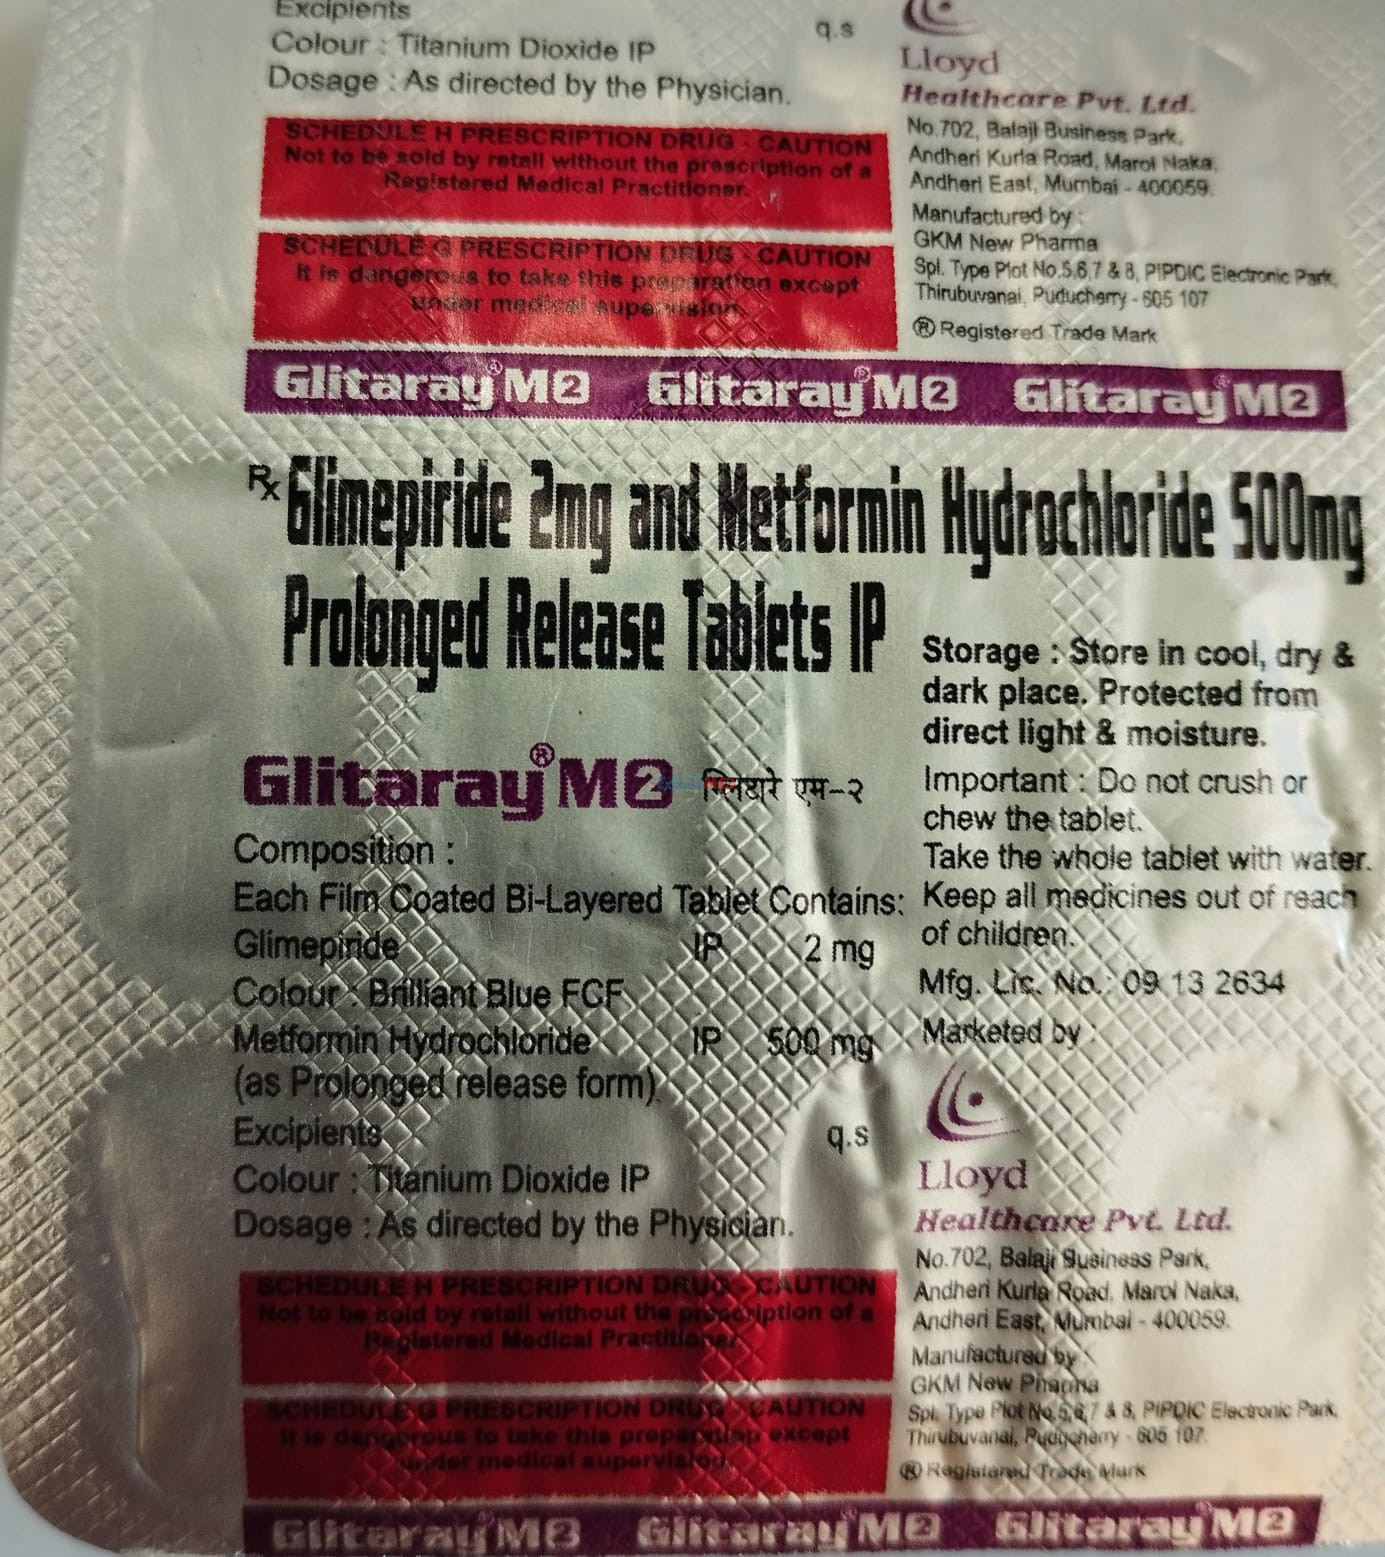 Excipients q.s
Colour : Titanium Dioxide IP
Dosage : As directed by the Physician.
SCHEDULE H PRESCRIPTION DRUG - CAUTION
Not to be sold by retail without the prescription of a
Registered Medical Practitioner.
SCHEDULE G PRESCRIPTION DRUG - CAUTION
It is dangerous to take this preparation except
under medical supervision.
Lloyd
Healthcare Pvt. Ltd.
No.702, Balaji Business Park,
Andheri Kurla Road, Marol Naka,
Andheri East, Mumbai - 400059.
Manufactured by :
GKM New Pharma
Spl. Type Plot No.5,6,7 & 8, PIPDIC Electronic Park,
Thirubuvanai, Puducherry - 605 107
® Registered Trade Mark
Glitaray® M2 Glitaray® M2 Glitaray® M2
Rx Glimepiride 2mg and Metformin Hydrochloride 500mg
Prolonged Release Tablets IP
Glitaray® M2 ग्लिटारे एम-२
Composition :
Each Film Coated Bi-Layered Tablet Contains:
Glimepiride IP 2 mg
Colour : Brilliant Blue FCF
Metformin Hydrochloride IP 500 mg
(as Prolonged release form)
Excipients q.s
Colour : Titanium Dioxide IP
Dosage : As directed by the Physician.
SCHEDULE H PRESCRIPTION DRUG - CAUTION
Not to be sold by retail without the prescription of a
Registered Medical Practitioner.
SCHEDULE G PRESCRIPTION DRUG - CAUTION
It is dangerous to take this preparation except
under medical supervision.
Storage : Store in cool, dry &
dark place. Protected from
direct light & moisture.
Important : Do not crush or
chew the tablet.
Take the whole tablet with water.
Keep all medicines out of reach
of children.
Mfg. Lic. No.: 09 13 2634
Marketed by :
Lloyd
Healthcare Pvt. Ltd.
No.702, Balaji Business Park,
Andheri Kurla Road, Marol Naka,
Andheri East, Mumbai - 400059.
Manufactured by :
GKM New Pharma
Spl. Type Plot No.5,6,7 & 8, PIPDIC Electronic Park,
Thirubuvanai, Puducherry - 605 107.
® Registered Trade Mark
Glitaray® M2 Glitaray® M2 Glitaray® M2